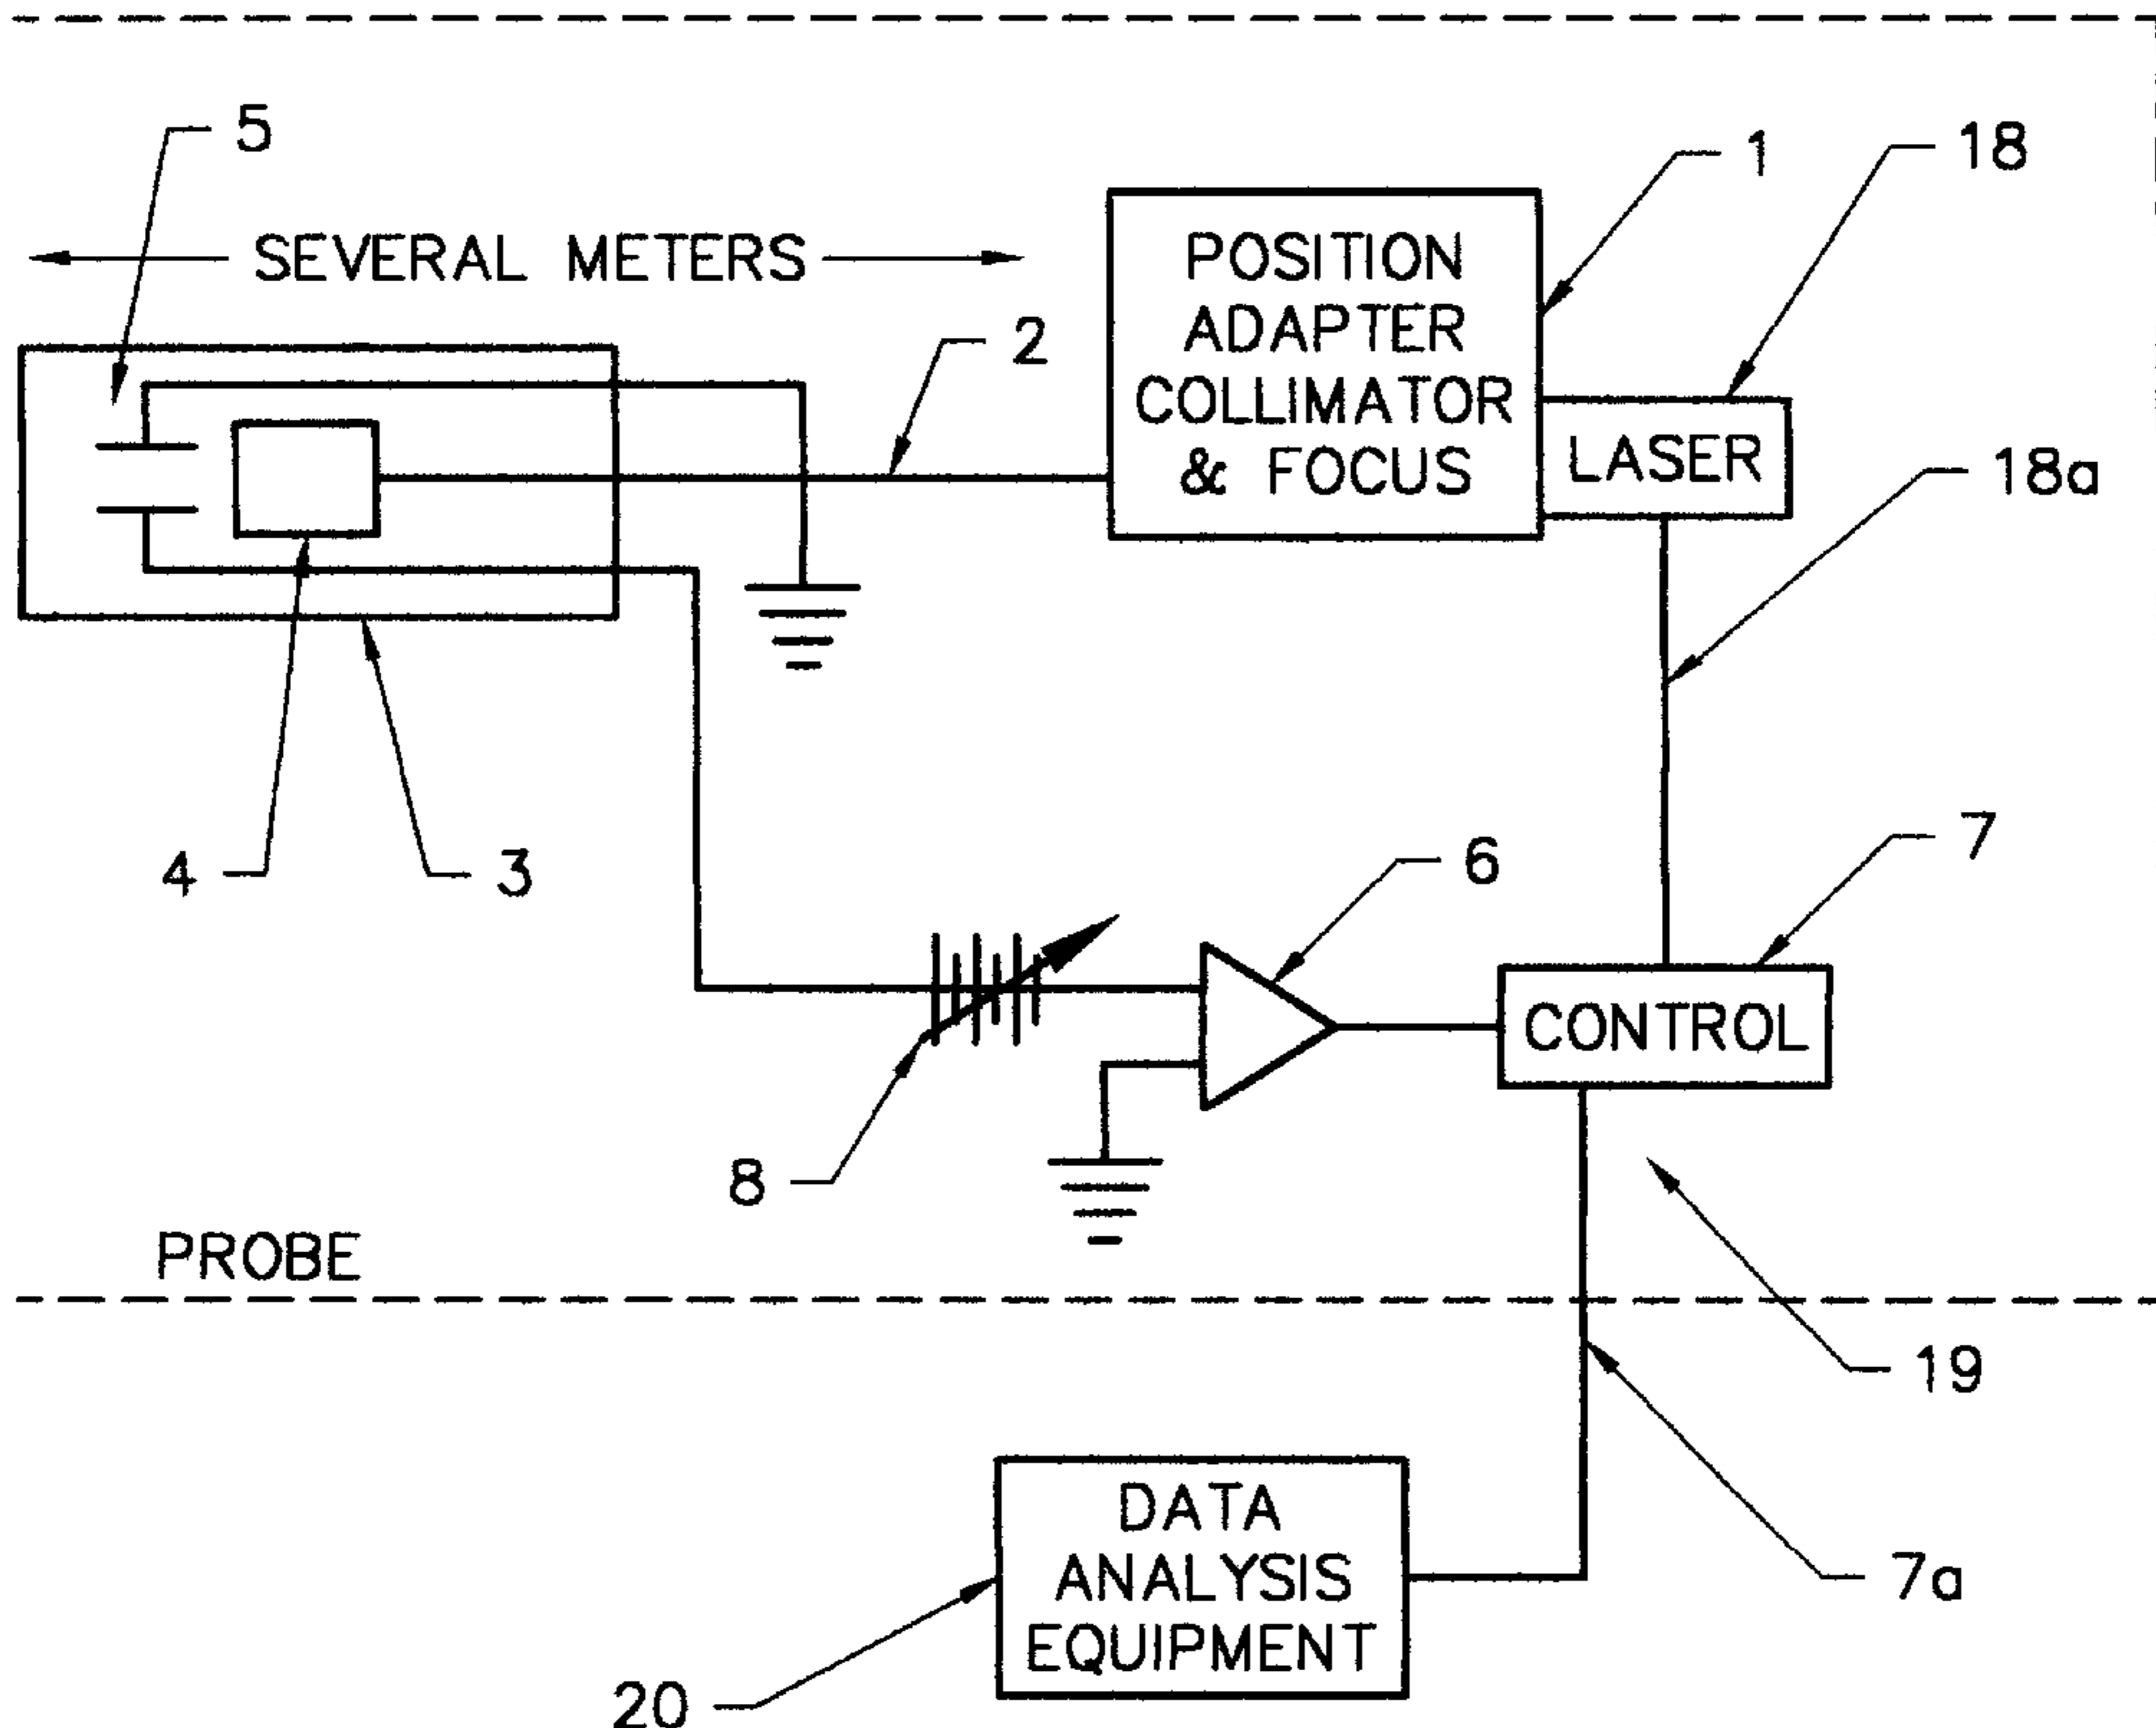 5
1
18
SEVERAL METERS
POSITION
ADAPTER
COLLIMATOR
& FOCUS
2
LASER
18a
4
3
6
7
CONTROL
8
PROBE
19
DATA
ANALYSIS
EQUIPMENT
7a
20